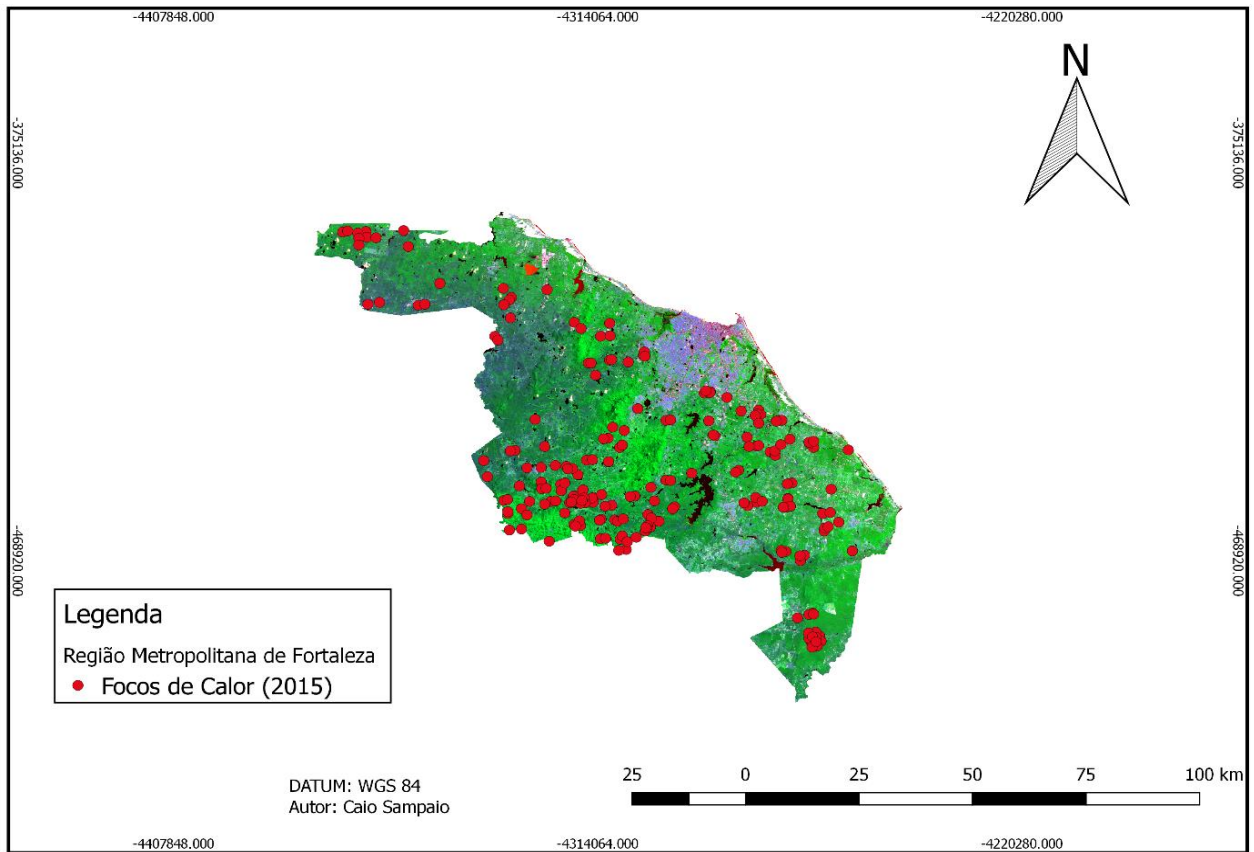 -4407848.000 -4314064.000 -4220280.000
N
-375136.000 -375136.000
-468920.000 -468920.000
Legenda
Região Metropolitana de Fortaleza
Focos de Calor (2015)
DATUM: WGS 84
Autor: Caio Sampaio
25 0 25 50 75 100 km
-4407848.000 -4314064.000 -4220280.000